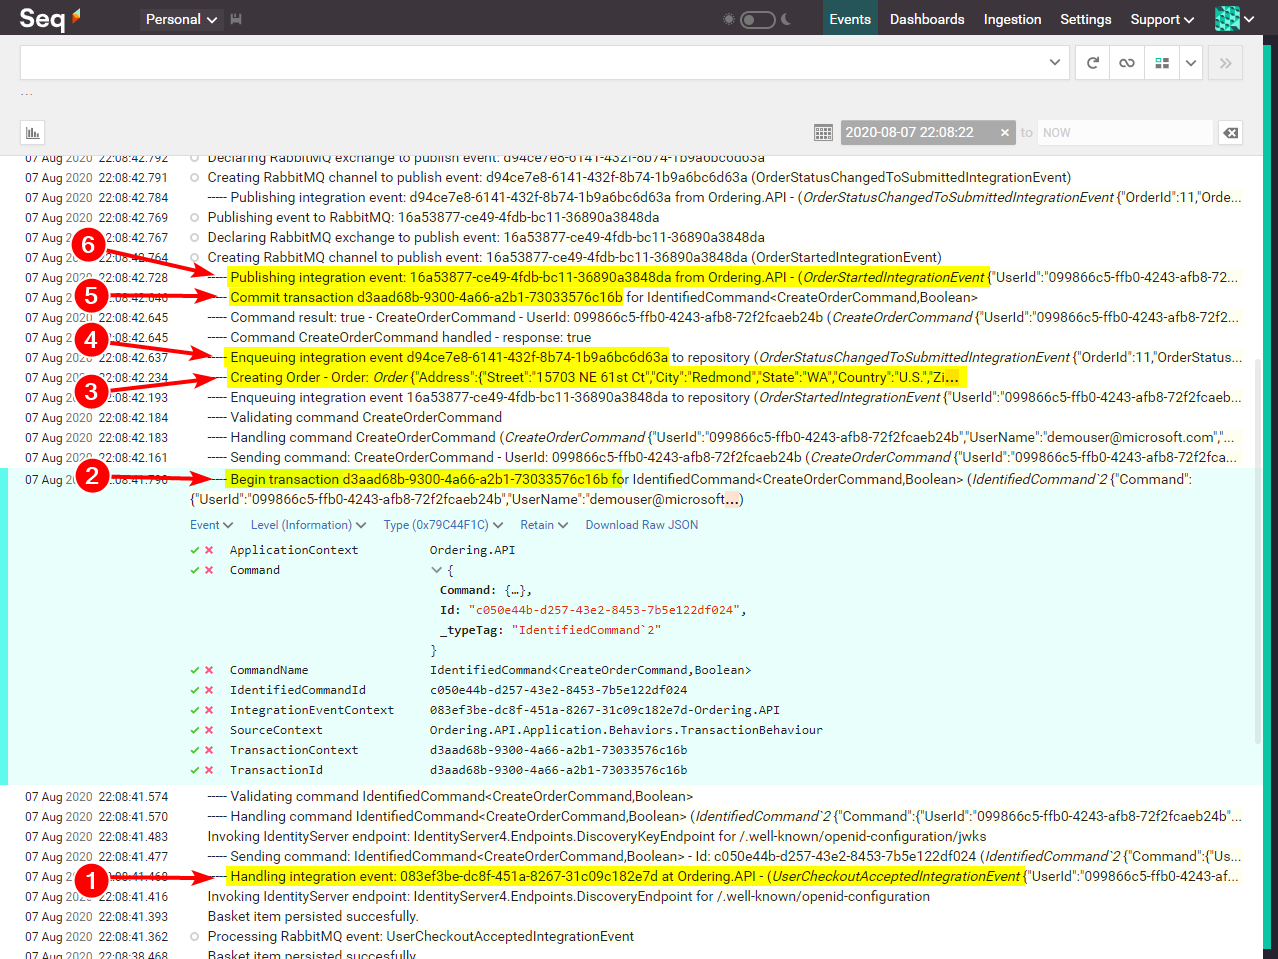 Seq
Personal
Events
Dashboards
Ingestion
Settings
Support
...
2020-08-07 22:08:22 × to NOW
07 Aug 2020 22:08:42.792 Declaring RabbitMQ exchange to publish event: d94ce7e8-6141-432f-8b74-1b9a6bc6d63a
07 Aug 2020 22:08:42.791 Creating RabbitMQ channel to publish event: d94ce7e8-6141-432f-8b74-1b9a6bc6d63a (OrderStatusChangedToSubmittedIntegrationEvent)
07 Aug 2020 22:08:42.784 ----- Publishing integration event: d94ce7e8-6141-432f-8b74-1b9a6bc6d63a from Ordering.API - (OrderStatusChangedToSubmittedIntegrationEvent {"OrderId":11,"Orde...
07 Aug 2020 22:08:42.769 Publishing event to RabbitMQ: 16a53877-ce49-4fdb-bc11-36890a3848da
07 Aug 2020 22:08:42.767 Declaring RabbitMQ exchange to publish event: 16a53877-ce49-4fdb-bc11-36890a3848da
07 Aug 2020 22:08:42.764 Creating RabbitMQ channel to publish event: 16a53877-ce49-4fdb-bc11-36890a3848da (OrderStartedIntegrationEvent)
6
07 Aug 2020 22:08:42.728 ----- Publishing integration event: 16a53877-ce49-4fdb-bc11-36890a3848da from Ordering.API - (OrderStartedIntegrationEvent {"UserId":"099866c5-ffb0-4243-afb8-72...
5
07 Aug 22:08:42.646 ----- Commit transaction d3aad68b-9300-4a66-a2b1-73033576c16b for IdentifiedCommand<CreateOrderCommand,Boolean>
07 Aug 2020 22:08:42.645 ----- Command result: true - CreateOrderCommand - UserId: 099866c5-ffb0-4243-afb8-72f2fcaeb24b (CreateOrderCommand {"UserId":"099866c5-ffb0-4243-afb8-72f2...
07 Aug 22:08:42.645 ----- Command CreateOrderCommand handled - response: true
4
07 Aug 2020 22:08:42.637 ----- Enqueuing integration event d94ce7e8-6141-432f-8b74-1b9a6bc6d63a to repository (OrderStatusChangedToSubmittedIntegrationEvent {"OrderId":11,"OrderStatus...
07 Aug 2020 22:08:42.234 ----- Creating Order - Order: Order {"Address":{"Street":"15703 NE 61st Ct","City":"Redmond","State":"WA","Country":"U.S.","Zi...
3
07 Aug 22:08:42.193 ----- Enqueuing integration event 16a53877-ce49-4fdb-bc11-36890a3848da to repository (OrderStartedIntegrationEvent {"UserId":"099866c5-ffb0-4243-afb8-72f2fcaeb...
07 Aug 2020 22:08:42.184 ----- Validating command CreateOrderCommand
07 Aug 2020 22:08:42.183 ----- Handling command CreateOrderCommand (CreateOrderCommand {"UserId":"099866c5-ffb0-4243-afb8-72f2fcaeb24b","UserName":"demouser@microsoft.com","...
07 Aug 2020 22:08:42.161 ----- Sending command: CreateOrderCommand - UserId: 099866c5-ffb0-4243-afb8-72f2fcaeb24b (CreateOrderCommand {"UserId":"099866c5-ffb0-4243-afb8-72f2fca...
2
07 Aug 22:08:41.796 ----- Begin transaction d3aad68b-9300-4a66-a2b1-73033576c16b for IdentifiedCommand<CreateOrderCommand,Boolean> (IdentifiedCommand`2 {"Command":
{"UserId":"099866c5-ffb0-4243-afb8-72f2fcaeb24b","UserName":"demouser@microsoft...)
Event Level (Information) Type (0x79C44F1C) Retain Download Raw JSON
ApplicationContext Ordering.API
Command {
Command: {…},
Id: "c050e44b-d257-43e2-8453-7b5e122df024",
_typeTag: "IdentifiedCommand`2"
}
CommandName IdentifiedCommand<CreateOrderCommand,Boolean>
IdentifiedCommandId c050e44b-d257-43e2-8453-7b5e122df024
IntegrationEventContext 083ef3be-dc8f-451a-8267-31c09c182e7d-Ordering.API
SourceContext Ordering.API.Application.Behaviors.TransactionBehaviour
TransactionContext d3aad68b-9300-4a66-a2b1-73033576c16b
TransactionId d3aad68b-9300-4a66-a2b1-73033576c16b
07 Aug 2020 22:08:41.574 ----- Validating command IdentifiedCommand<CreateOrderCommand,Boolean>
07 Aug 2020 22:08:41.570 ----- Handling command IdentifiedCommand<CreateOrderCommand,Boolean> (IdentifiedCommand`2 {"Command":{"UserId":"099866c5-ffb0-4243-afb8-72f2fcaeb24b"...
07 Aug 2020 22:08:41.483 Invoking IdentityServer endpoint: IdentityServer4.Endpoints.DiscoveryKeyEndpoint for /.well-known/openid-configuration/jwks
07 Aug 2020 22:08:41.477 ----- Sending command: IdentifiedCommand<CreateOrderCommand,Boolean> - Id: c050e44b-d257-43e2-8453-7b5e122df024 (IdentifiedCommand`2 {"Command":{"Us...
1
07 Aug ----- Handling integration event: 083ef3be-dc8f-451a-8267-31c09c182e7d at Ordering.API - (UserCheckoutAcceptedIntegrationEvent {"UserId":"099866c5-ffb0-4243-af...
07 Aug 22:08:41.416 Invoking IdentityServer endpoint: IdentityServer4.Endpoints.DiscoveryEndpoint for /.well-known/openid-configuration
07 Aug 2020 22:08:41.393 Basket item persisted succesfully.
07 Aug 2020 22:08:41.362 Processing RabbitMQ event: UserCheckoutAcceptedIntegrationEvent
07 Aug 2020 22:08:38.468 Basket item persisted succesfully.